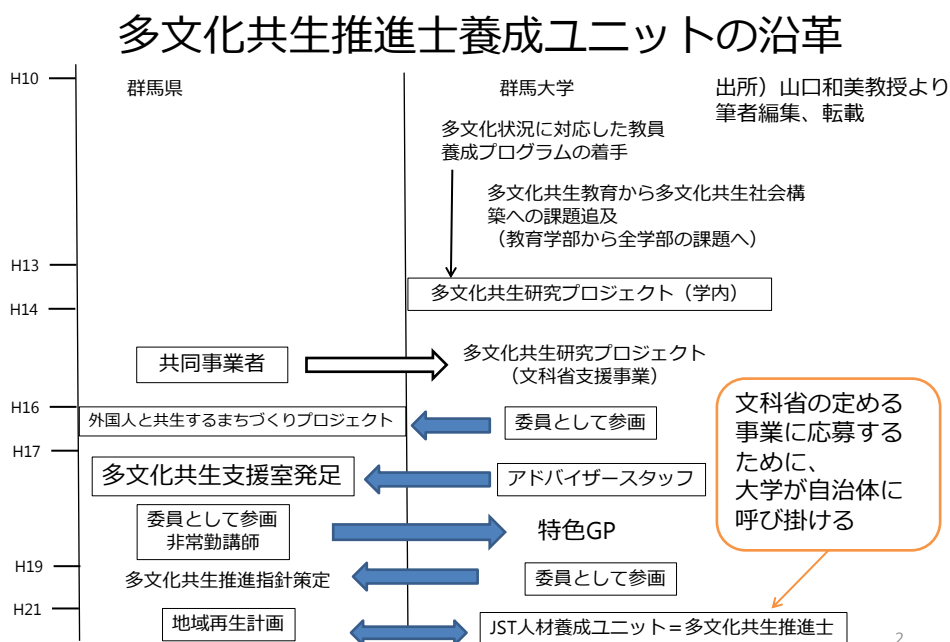 多文化共生推進士養成ユニットの沿革
H10
群馬県
群馬大学
出所）山口和美教授より
筆者編集、転載
多文化状況に対応した教員
養成プログラムの着手
多文化共生教育から多文化共生社会構
築への課題追及
（教育学部から全学部の課題へ）
H13
多文化共生研究プロジェクト（学内）
H14
共同事業者
多文化共生研究プロジェクト
（文科省支援事業）
H16
外国人と共生するまちづくりプロジェクト
委員として参画
文科省の定める
事業に応募する
ために、
大学が自治体に
呼び掛ける
H17
多文化共生支援室発足
アドバイザースタッフ
委員として参画
非常勤講師
特色GP
H19
多文化共生推進指針策定
委員として参画
H21
地域再生計画
JST人材養成ユニット＝多文化共生推進士
2